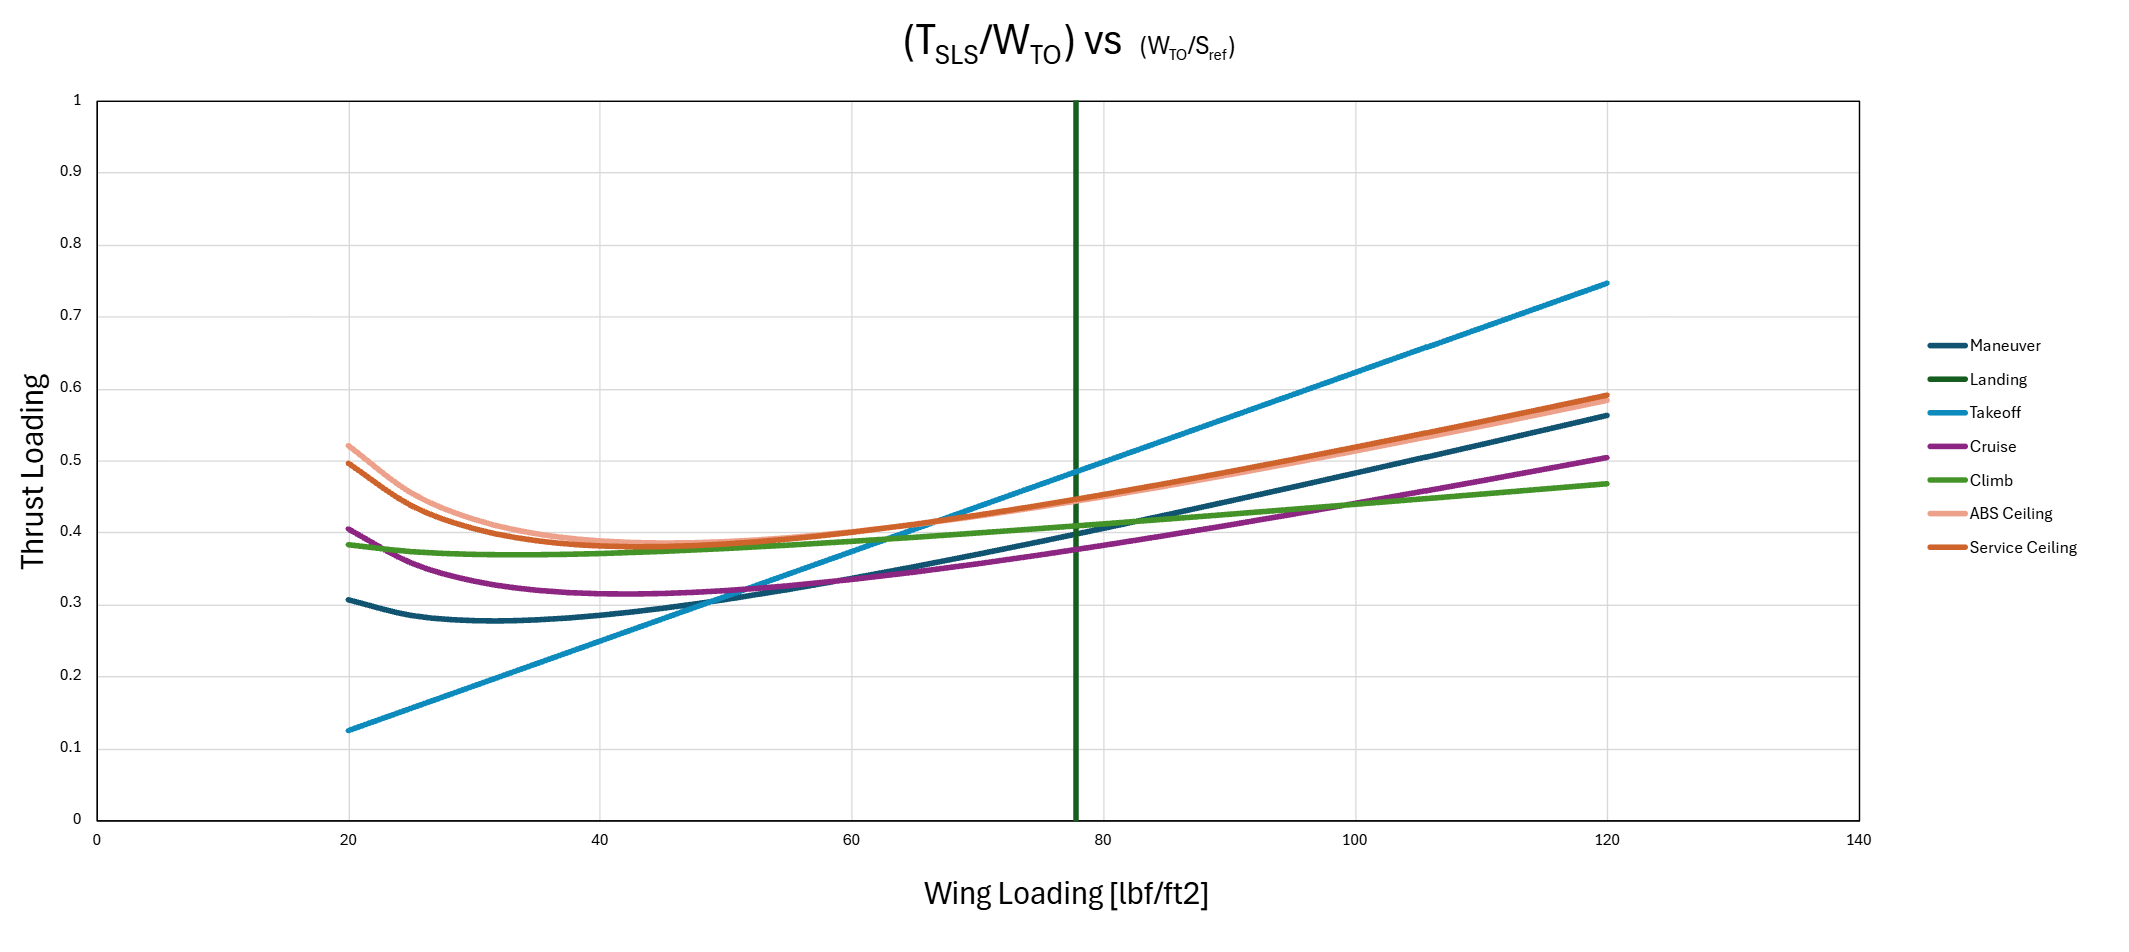 (TSLS/WTO) vs (WTO/Sref)
1
0.9
0.8
0.7
0.6
0.5
0.4
0.3
0.2
0.1
0
0 20 40 60 80 100 120 140
Thrust Loading
Wing Loading [lbf/ft2]
Maneuver
Landing
Takeoff
Cruise
Climb
ABS Ceiling
Service Ceiling